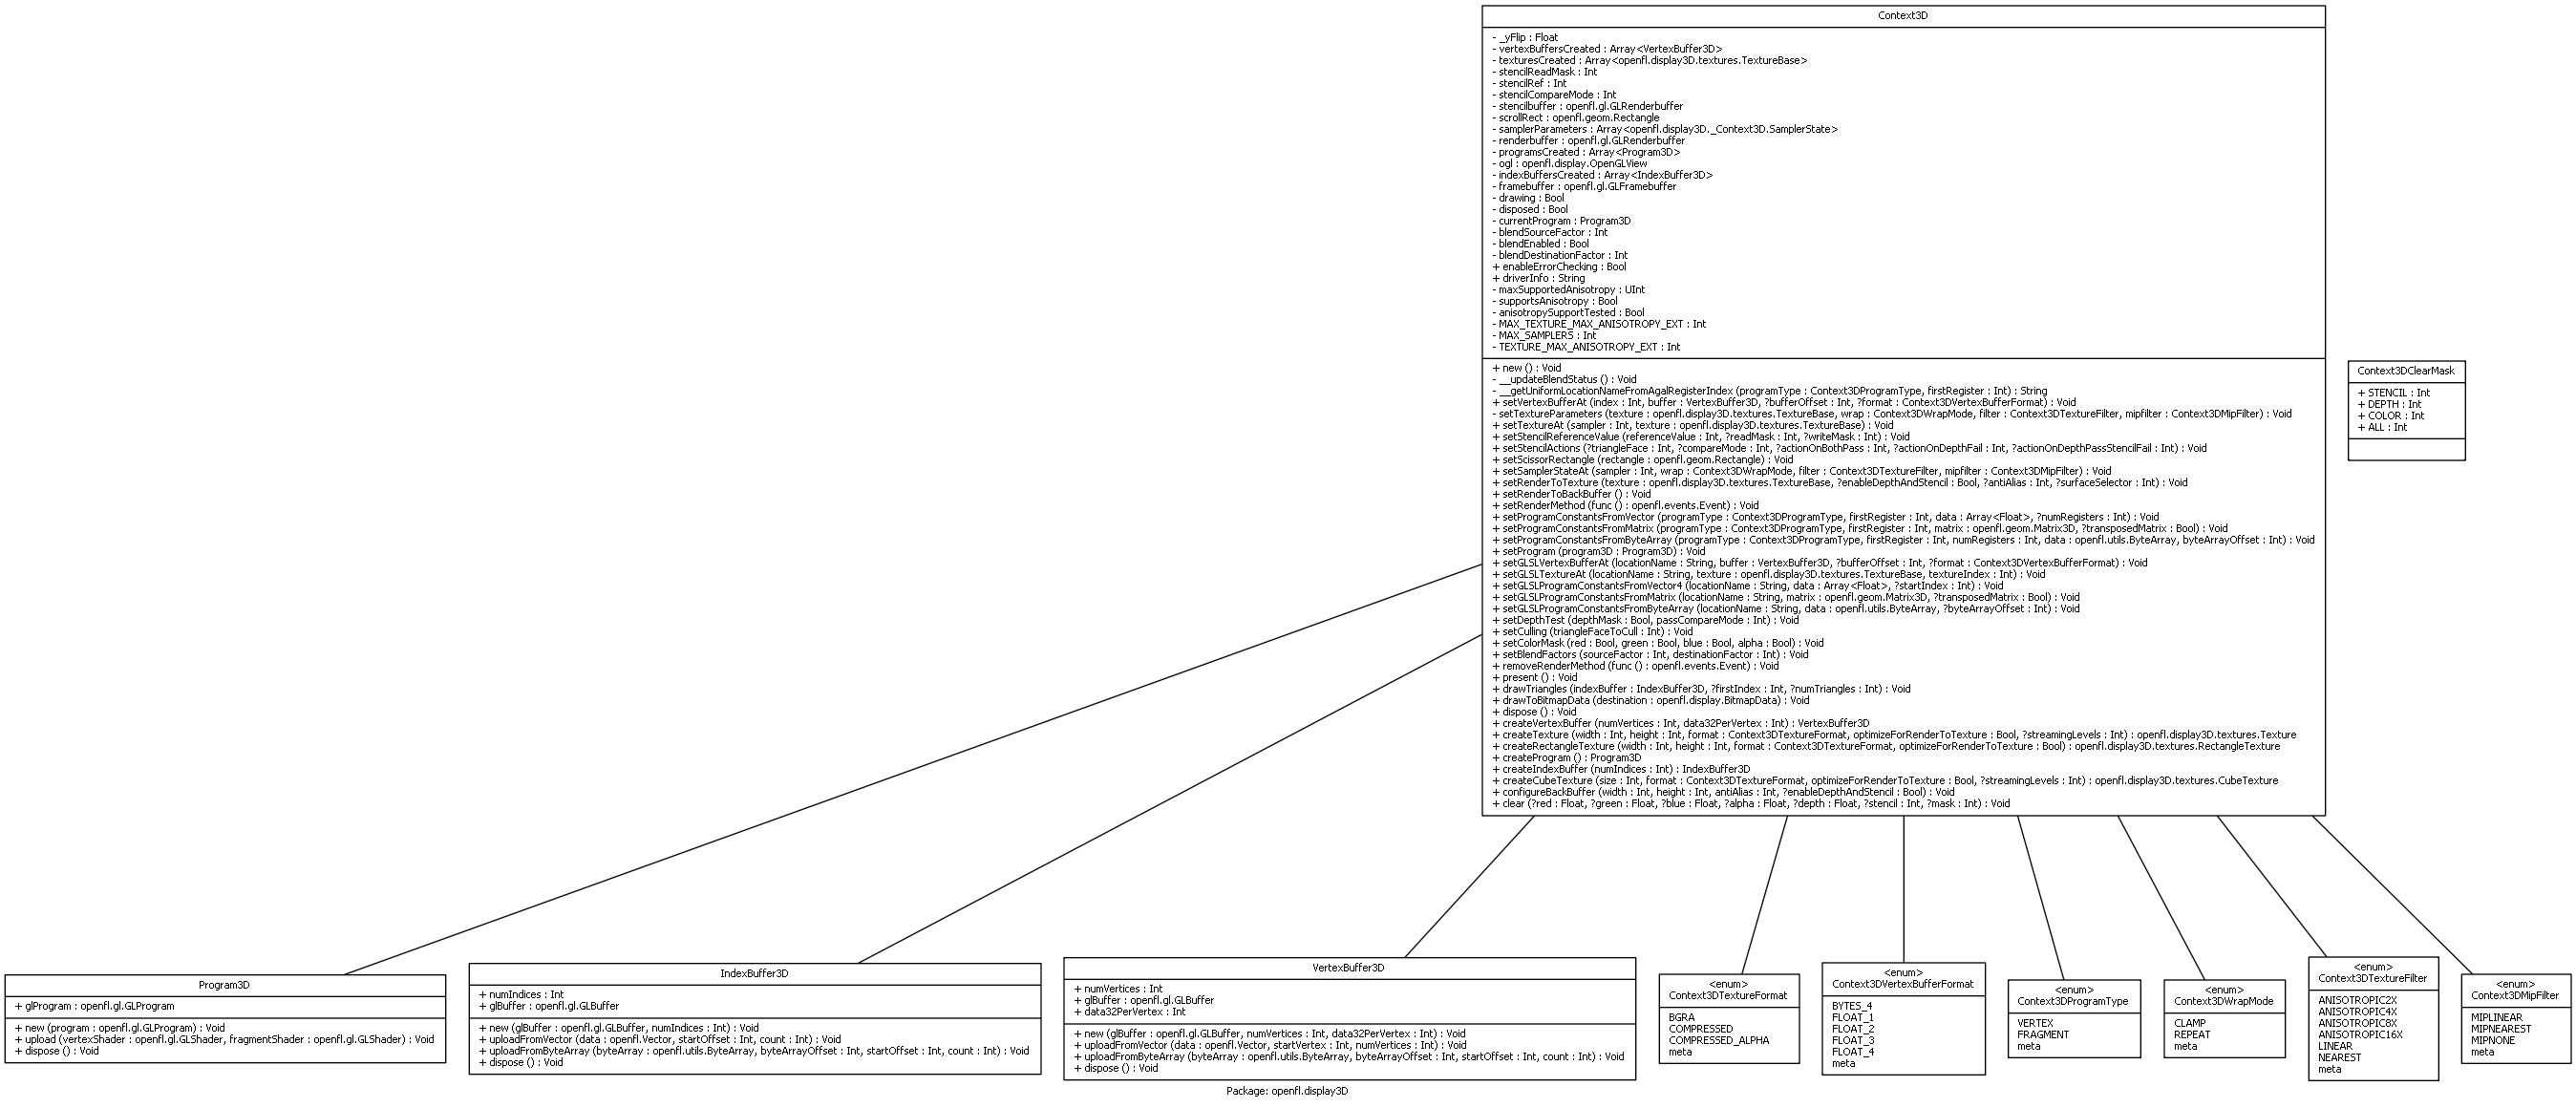 Context3D
- _yFlip : Float
- vertexBuffersCreated : Array<VertexBuffer3D>
- texturesCreated : Array<openfl.display3D.textures.TextureBase>
- stencilReadMask : Int
- stencilRef : Int
- stencilCompareMode : Int
- stencilbuffer : openfl.gl.GLRenderbuffer
- scrollRect : openfl.geom.Rectangle
- samplerParameters : Array<openfl.display3D._Context3D.SamplerState>
- renderbuffer : openfl.gl.GLRenderbuffer
- programsCreated : Array<Program3D>
- ogl : openfl.display.OpenGLView
- indexBuffersCreated : Array<IndexBuffer3D>
- framebuffer : openfl.gl.GLFramebuffer
- drawing : Bool
- disposed : Bool
- currentProgram : Program3D
- blendSourceFactor : Int
- blendEnabled : Bool
- blendDestinationFactor : Int
+ enableErrorChecking : Bool
+ driverInfo : String
- maxSupportedAnisotropy : UInt
- supportsAnisotropy : Bool
- anisotropySupportTested : Bool
- MAX_TEXTURE_MAX_ANISOTROPY_EXT : Int
- MAX_SAMPLERS : Int
- TEXTURE_MAX_ANISOTROPY_EXT : Int
+ new () : Void
- __updateBlendStatus () : Void
- __getUniformLocationNameFromAgalRegisterIndex (programType : Context3DProgramType, firstRegister : Int) : String
+ setVertexBufferAt (index : Int, buffer : VertexBuffer3D, ?bufferOffset : Int, ?format : Context3DVertexBufferFormat) : Void
- setTextureParameters (texture : openfl.display3D.textures.TextureBase, wrap : Context3DWrapMode, filter : Context3DTextureFilter, mipfilter : Context3DMipFilter) : Void
+ setTextureAt (sampler : Int, texture : openfl.display3D.textures.TextureBase) : Void
+ setStencilReferenceValue (referenceValue : Int, ?readMask : Int, ?writeMask : Int) : Void
+ setStencilActions (?triangleFace : Int, ?compareMode : Int, ?actionOnBothPass : Int, ?actionOnDepthFail : Int, ?actionOnDepthPassStencilFail : Int) : Void
+ setScissorRectangle (rectangle : openfl.geom.Rectangle) : Void
+ setSamplerStateAt (sampler : Int, wrap : Context3DWrapMode, filter : Context3DTextureFilter, mipfilter : Context3DMipFilter) : Void
+ setRenderToTexture (texture : openfl.display3D.textures.TextureBase, ?enableDepthAndStencil : Bool, ?antiAlias : Int, ?surfaceSelector : Int) : Void
+ setRenderToBackBuffer () : Void
+ setRenderMethod (func () : openfl.events.Event) : Void
+ setProgramConstantsFromVector (programType : Context3DProgramType, firstRegister : Int, data : Array<Float>, ?numRegisters : Int) : Void
+ setProgramConstantsFromMatrix (programType : Context3DProgramType, firstRegister : Int, matrix : openfl.geom.Matrix3D, ?transposedMatrix : Bool) : Void
+ setProgramConstantsFromByteArray (programType : Context3DProgramType, firstRegister : Int, numRegisters : Int, data : openfl.utils.ByteArray, byteArrayOffset : Int) : Void
+ setProgram (program3D : Program3D) : Void
+ setGLSLVertexBufferAt (locationName : String, buffer : VertexBuffer3D, ?bufferOffset : Int, ?format : Context3DVertexBufferFormat) : Void
+ setGLSLTextureAt (locationName : String, texture : openfl.display3D.textures.TextureBase, textureIndex : Int) : Void
+ setGLSLProgramConstantsFromVector4 (locationName : String, data : Array<Float>, ?startIndex : Int) : Void
+ setGLSLProgramConstantsFromMatrix (locationName : String, matrix : openfl.geom.Matrix3D, ?transposedMatrix : Bool) : Void
+ setGLSLProgramConstantsFromByteArray (locationName : String, data : openfl.utils.ByteArray, ?byteArrayOffset : Int) : Void
+ setDepthTest (depthMask : Bool, passCompareMode : Int) : Void
+ setCulling (triangleFaceToCull : Int) : Void
+ setColorMask (red : Bool, green : Bool, blue : Bool, alpha : Bool) : Void
+ setBlendFactors (sourceFactor : Int, destinationFactor : Int) : Void
+ removeRenderMethod (func () : openfl.events.Event) : Void
+ present () : Void
+ drawTriangles (indexBuffer : IndexBuffer3D, ?firstIndex : Int, ?numTriangles : Int) : Void
+ drawToBitmapData (destination : openfl.display.BitmapData) : Void
+ dispose () : Void
+ createVertexBuffer (numVertices : Int, data32PerVertex : Int) : VertexBuffer3D
+ createTexture (width : Int, height : Int, format : Context3DTextureFormat, optimizeForRenderToTexture : Bool, ?streamingLevels : Int) : openfl.display3D.textures.Texture
+ createRectangleTexture (width : Int, height : Int, format : Context3DTextureFormat, optimizeForRenderToTexture : Bool) : openfl.display3D.textures.RectangleTexture
+ createProgram () : Program3D
+ createIndexBuffer (numIndices : Int) : IndexBuffer3D
+ createCubeTexture (size : Int, format : Context3DTextureFormat, optimizeForRenderToTexture : Bool, ?streamingLevels : Int) : openfl.display3D.textures.CubeTexture
+ configureBackBuffer (width : Int, height : Int, antiAlias : Int, ?enableDepthAndStencil : Bool) : Void
+ clear (?red : Float, ?green : Float, ?blue : Float, ?alpha : Float, ?depth : Float, ?stencil : Int, ?mask : Int) : Void
Context3DClearMask
+ STENCIL : Int
+ DEPTH : Int
+ COLOR : Int
+ ALL : Int
Program3D
+ glProgram : openfl.gl.GLProgram
+ new (program : openfl.gl.GLProgram) : Void
+ upload (vertexShader : openfl.gl.GLShader, fragmentShader : openfl.gl.GLShader) : Void
+ dispose () : Void
IndexBuffer3D
+ numIndices : Int
+ glBuffer : openfl.gl.GLBuffer
+ new (glBuffer : openfl.gl.GLBuffer, numIndices : Int) : Void
+ uploadFromVector (data : openfl.Vector, startOffset : Int, count : Int) : Void
+ uploadFromByteArray (byteArray : openfl.utils.ByteArray, byteArrayOffset : Int, startOffset : Int, count : Int) : Void
+ dispose () : Void
VertexBuffer3D
+ numVertices : Int
+ glBuffer : openfl.gl.GLBuffer
+ data32PerVertex : Int
+ new (glBuffer : openfl.gl.GLBuffer, numVertices : Int, data32PerVertex : Int) : Void
+ uploadFromVector (data : openfl.Vector, startVertex : Int, numVertices : Int) : Void
+ uploadFromByteArray (byteArray : openfl.utils.ByteArray, byteArrayOffset : Int, startOffset : Int, count : Int) : Void
+ dispose () : Void
<enum>
Context3DTextureFormat
BGRA
COMPRESSED
COMPRESSED_ALPHA
meta
<enum>
Context3DVertexBufferFormat
BYTES_4
FLOAT_1
FLOAT_2
FLOAT_3
FLOAT_4
meta
<enum>
Context3DProgramType
VERTEX
FRAGMENT
meta
<enum>
Context3DWrapMode
CLAMP
REPEAT
meta
<enum>
Context3DTextureFilter
ANISOTROPIC2X
ANISOTROPIC4X
ANISOTROPIC8X
ANISOTROPIC16X
LINEAR
NEAREST
meta
<enum>
Context3DMipFilter
MIPLINEAR
MIPNEAREST
MIPNONE
meta
Package: openfl.display3D